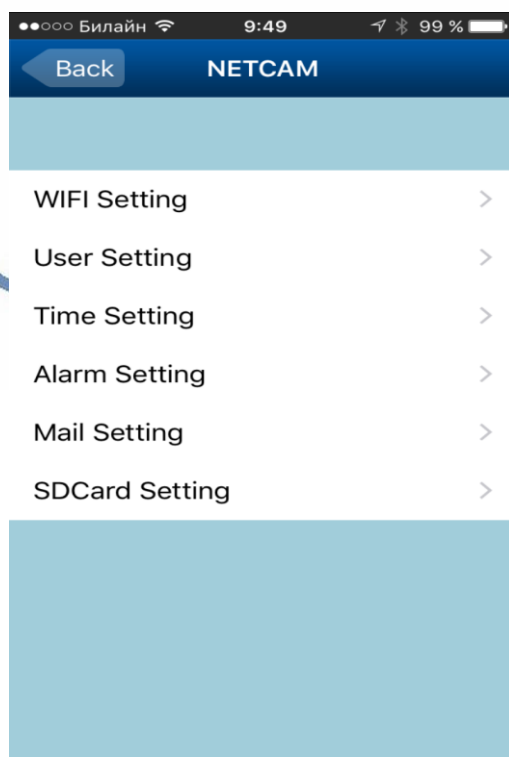 Билайн 9:49 99 %
Back NETCAM
WIFI Setting
User Setting
Time Setting
Alarm Setting
Mail Setting
SDCard Setting